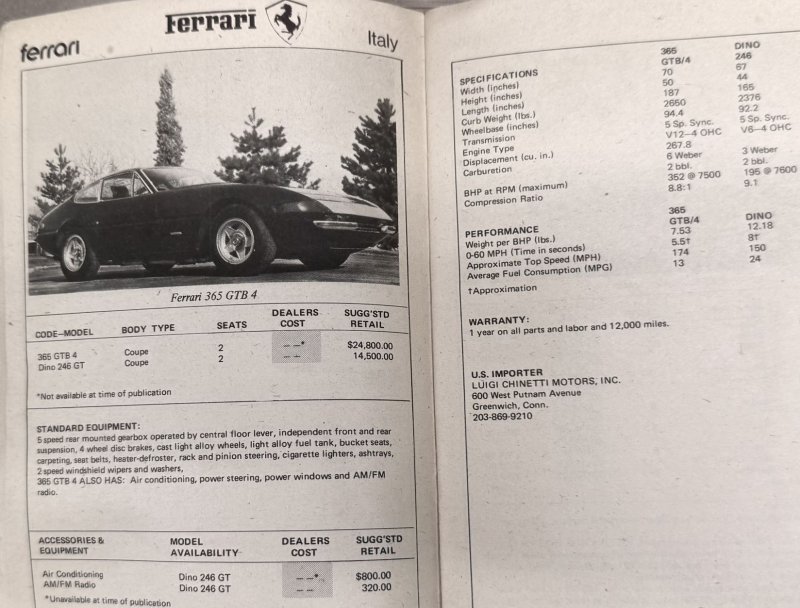 ferrari
Ferrari
Italy
Ferrari 365 GTB 4
CODE–MODEL BODY TYPE SEATS DEALERS COST SUGG'STD RETAIL
365 GTB 4 Coupe 2 – –* $24,800.00
Dino 246 GT Coupe 2 – – 14,500.00
*Not available at time of publication
STANDARD EQUIPMENT:
5 speed rear mounted gearbox operated by central floor lever, independent front and rear
suspension, 4 wheel disc brakes, cast light alloy wheels, light alloy fuel tank, bucket seats,
carpeting, seat belts, heater-defroster, rack and pinion steering, cigarette lighters, ashtrays,
2 speed windshield wipers and washers,
365 GTB 4 ALSO HAS: Air conditioning, power steering, power windows and AM/FM
radio.
ACCESSORIES & EQUIPMENT MODEL AVAILABILITY DEALERS COST SUGG'STD RETAIL
Air Conditioning Dino 246 GT – –* $800.00
AM/FM Radio Dino 246 GT – – 320.00
*Unavailable at time of publication
365 DINO
SPECIFICATIONS GTB/4 246
Width (inches) 70 67
Height (inches) 50 44
Length (inches) 187 165
Curb Weight (lbs.) 2650 2376
Wheelbase (inches) 94.4 92.2
Transmission 5 Sp. Sync. 5 Sp. Sync.
Engine Type V12–4 OHC V6–4 OHC
Displacement (cu. in.) 267.8
Carburetion 6 Weber 3 Weber
2 bbl. 2 bbl.
BHP at RPM (maximum) 352 @ 7500 195 @ 7600
Compression Ratio 8.8:1 9.1
365
PERFORMANCE GTB/4 DINO
Weight per BHP (lbs.) 7.53 12.18
0-60 MPH (Time in seconds) 5.5† 8†
Approximate Top Speed (MPH) 174 150
Average Fuel Consumption (MPG) 13 24
†Approximation
WARRANTY:
1 year on all parts and labor and 12,000 miles.
U.S. IMPORTER
LUIGI CHINETTI MOTORS, INC.
600 West Putnam Avenue
Greenwich, Conn.
203-869-9210